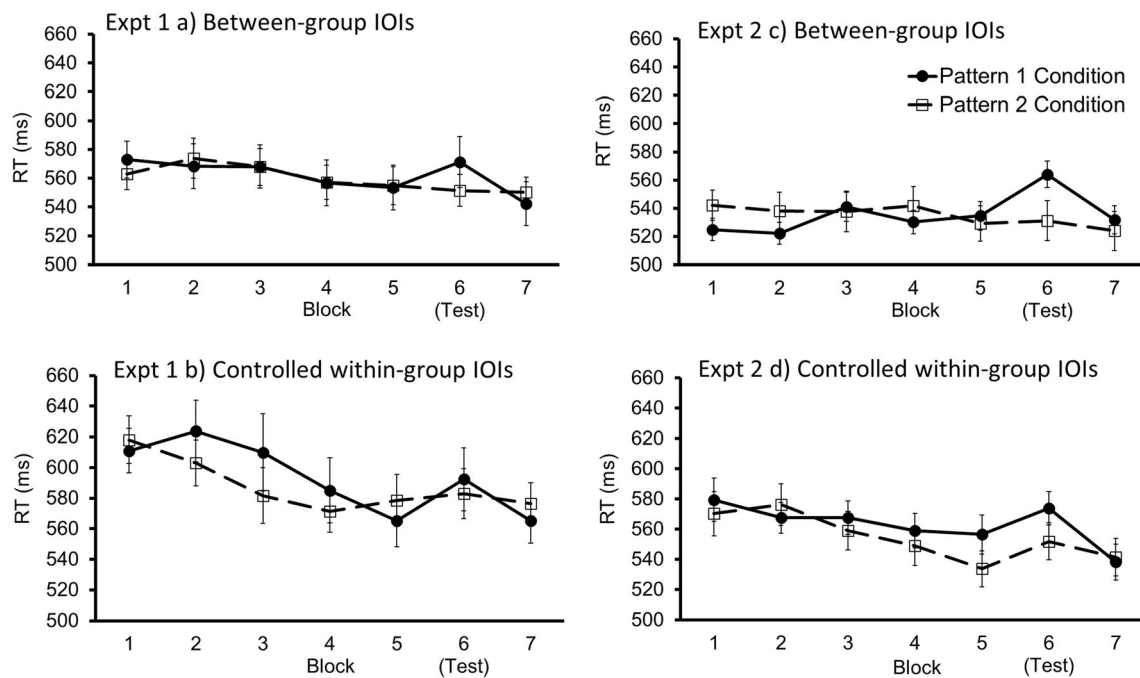 Expt 1 a) Between-group IOIs
660
640
620
600
580
560
540
520
500
RT (ms)
1 2 3 4 5 6 7
Block (Test)
Expt 2 c) Between-group IOIs
Pattern 1 Condition
Pattern 2 Condition
660
640
620
600
580
560
540
520
500
RT (ms)
1 2 3 4 5 6 7
Block (Test)
Expt 1 b) Controlled within-group IOIs
660
640
620
600
580
560
540
520
500
RT (ms)
1 2 3 4 5 6 7
Block (Test)
Expt 2 d) Controlled within-group IOIs
660
640
620
600
580
560
540
520
500
RT (ms)
1 2 3 4 5 6 7
Block (Test)